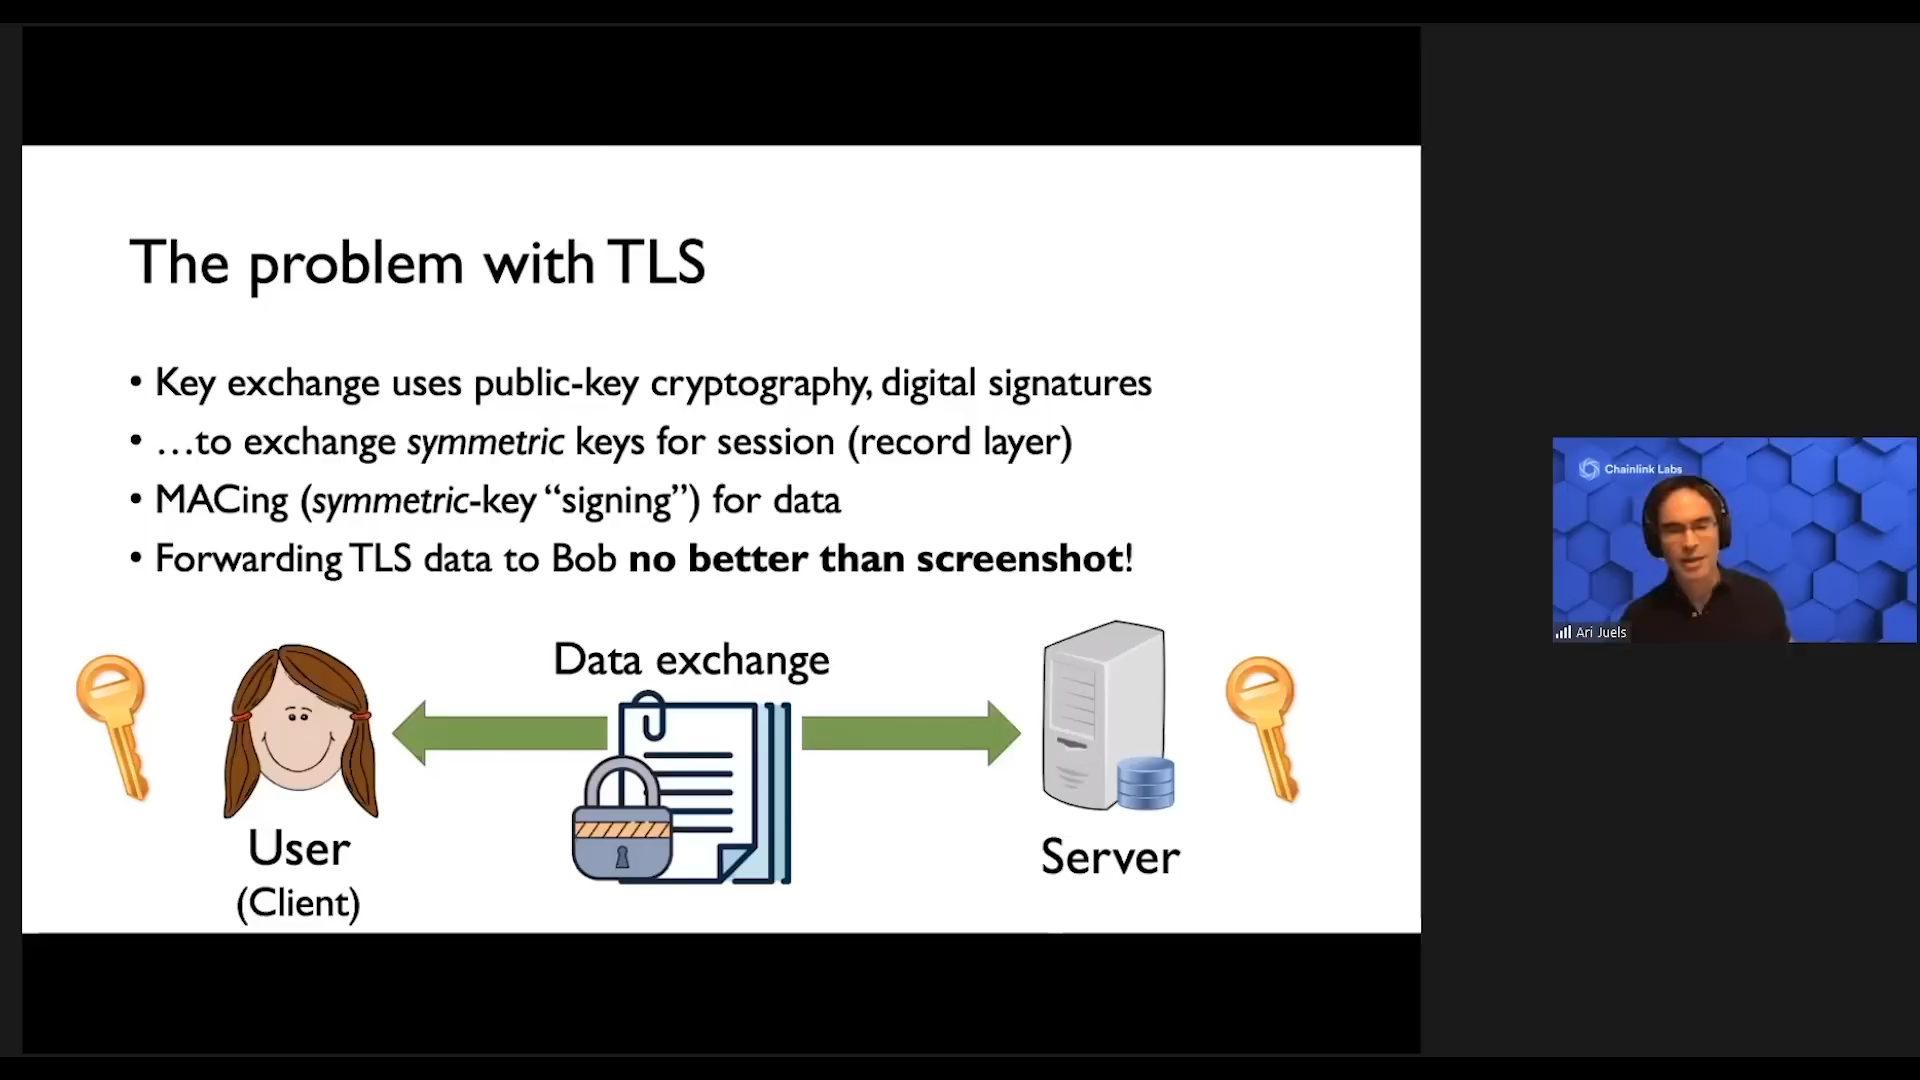 The problem with TLS
• Key exchange uses public-key cryptography, digital signatures
• …to exchange symmetric keys for session (record layer)
• MACing (symmetric-key “signing”) for data
• Forwarding TLS data to Bob no better than screenshot!
Data exchange
User
(Client)
Server
Chainlink Labs
Ari Juels